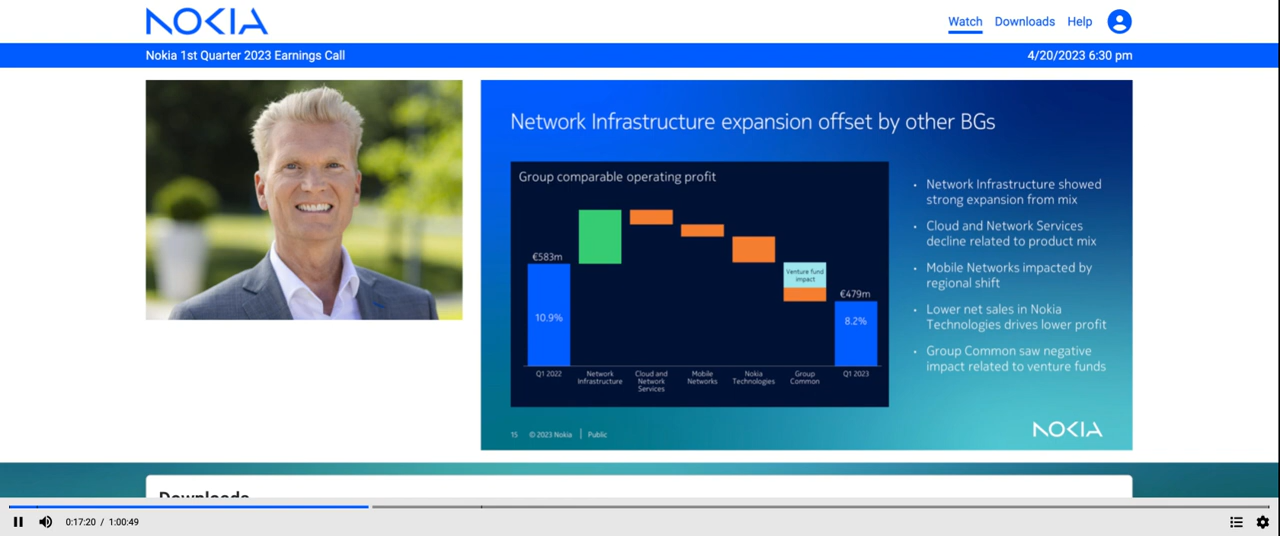 NOKIA
Watch Downloads Help
Nokia 1st Quarter 2023 Earnings Call
4/20/2023 6:30 pm
Network Infrastructure expansion offset by other BGs
Group comparable operating profit
€583m
10.9%
Venture fund
impact
€479m
8.2%
Q1 2022
Network
Infrastructure
Cloud and
Network
Services
Mobile
Networks
Nokia
Technologies
Group
Common
Q1 2023
• Network Infrastructure showed
strong expansion from mix
• Cloud and Network Services
decline related to product mix
• Mobile Networks impacted by
regional shift
• Lower net sales in Nokia
Technologies drives lower profit
• Group Common saw negative
impact related to venture funds
15 © 2023 Nokia | Public
NOKIA
Downloads
0:17:20 / 1:00:49